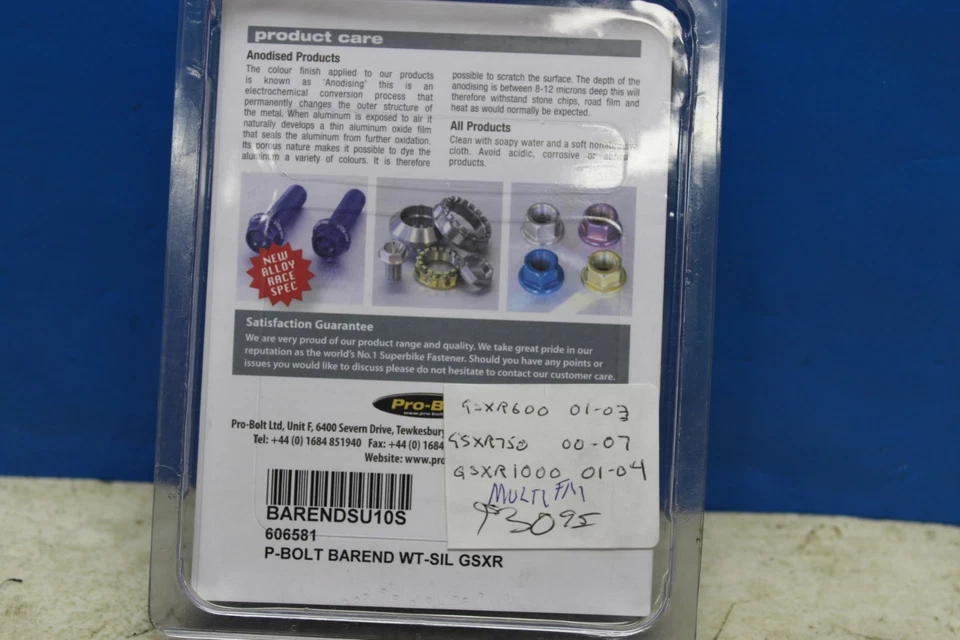 product care
Anodised Products
The colour finish applied to our products
is known as 'Anodising' this is an
electrochemical conversion process that
permanently changes the outer structure of
the metal. When aluminum is exposed to air it
naturally develops a thin aluminum oxide film
that seals the aluminum from further oxidation.
Its porous nature makes it possible to dye the
aluminum a variety of colours. It is therefore
possible to scratch the surface. The depth of the
anodising is between 8-12 microns deep this will
therefore withstand stone chips, road film and
heat as would normally be expected.
All Products
Clean with soapy water and a soft
cloth. Avoid acidic, corrosive or
products.
NEW
ALLOY
RACE
SPEC
Satisfaction Guarantee
We are very proud of our product range and quality. We take great pride in our
reputation as the world's No.1 Superbike Fastener. Should you have any points or
issues you would like to discuss please do not hesitate to contact our customer care.
Pro-B
www.pro-bol
Pro-Bolt Ltd, Unit F, 6400 Severn Drive, Tewkesbury
Tel: +44 (0) 1684 851940 Fax: +44 (0) 1684
Website: www.pro
GSXR600 01-03
GSXR750 00-07
GSXR1000 01-04
MULTI FIT
$30.95
BARENDSU10S
606581
P-BOLT BAREND WT-SIL GSXR